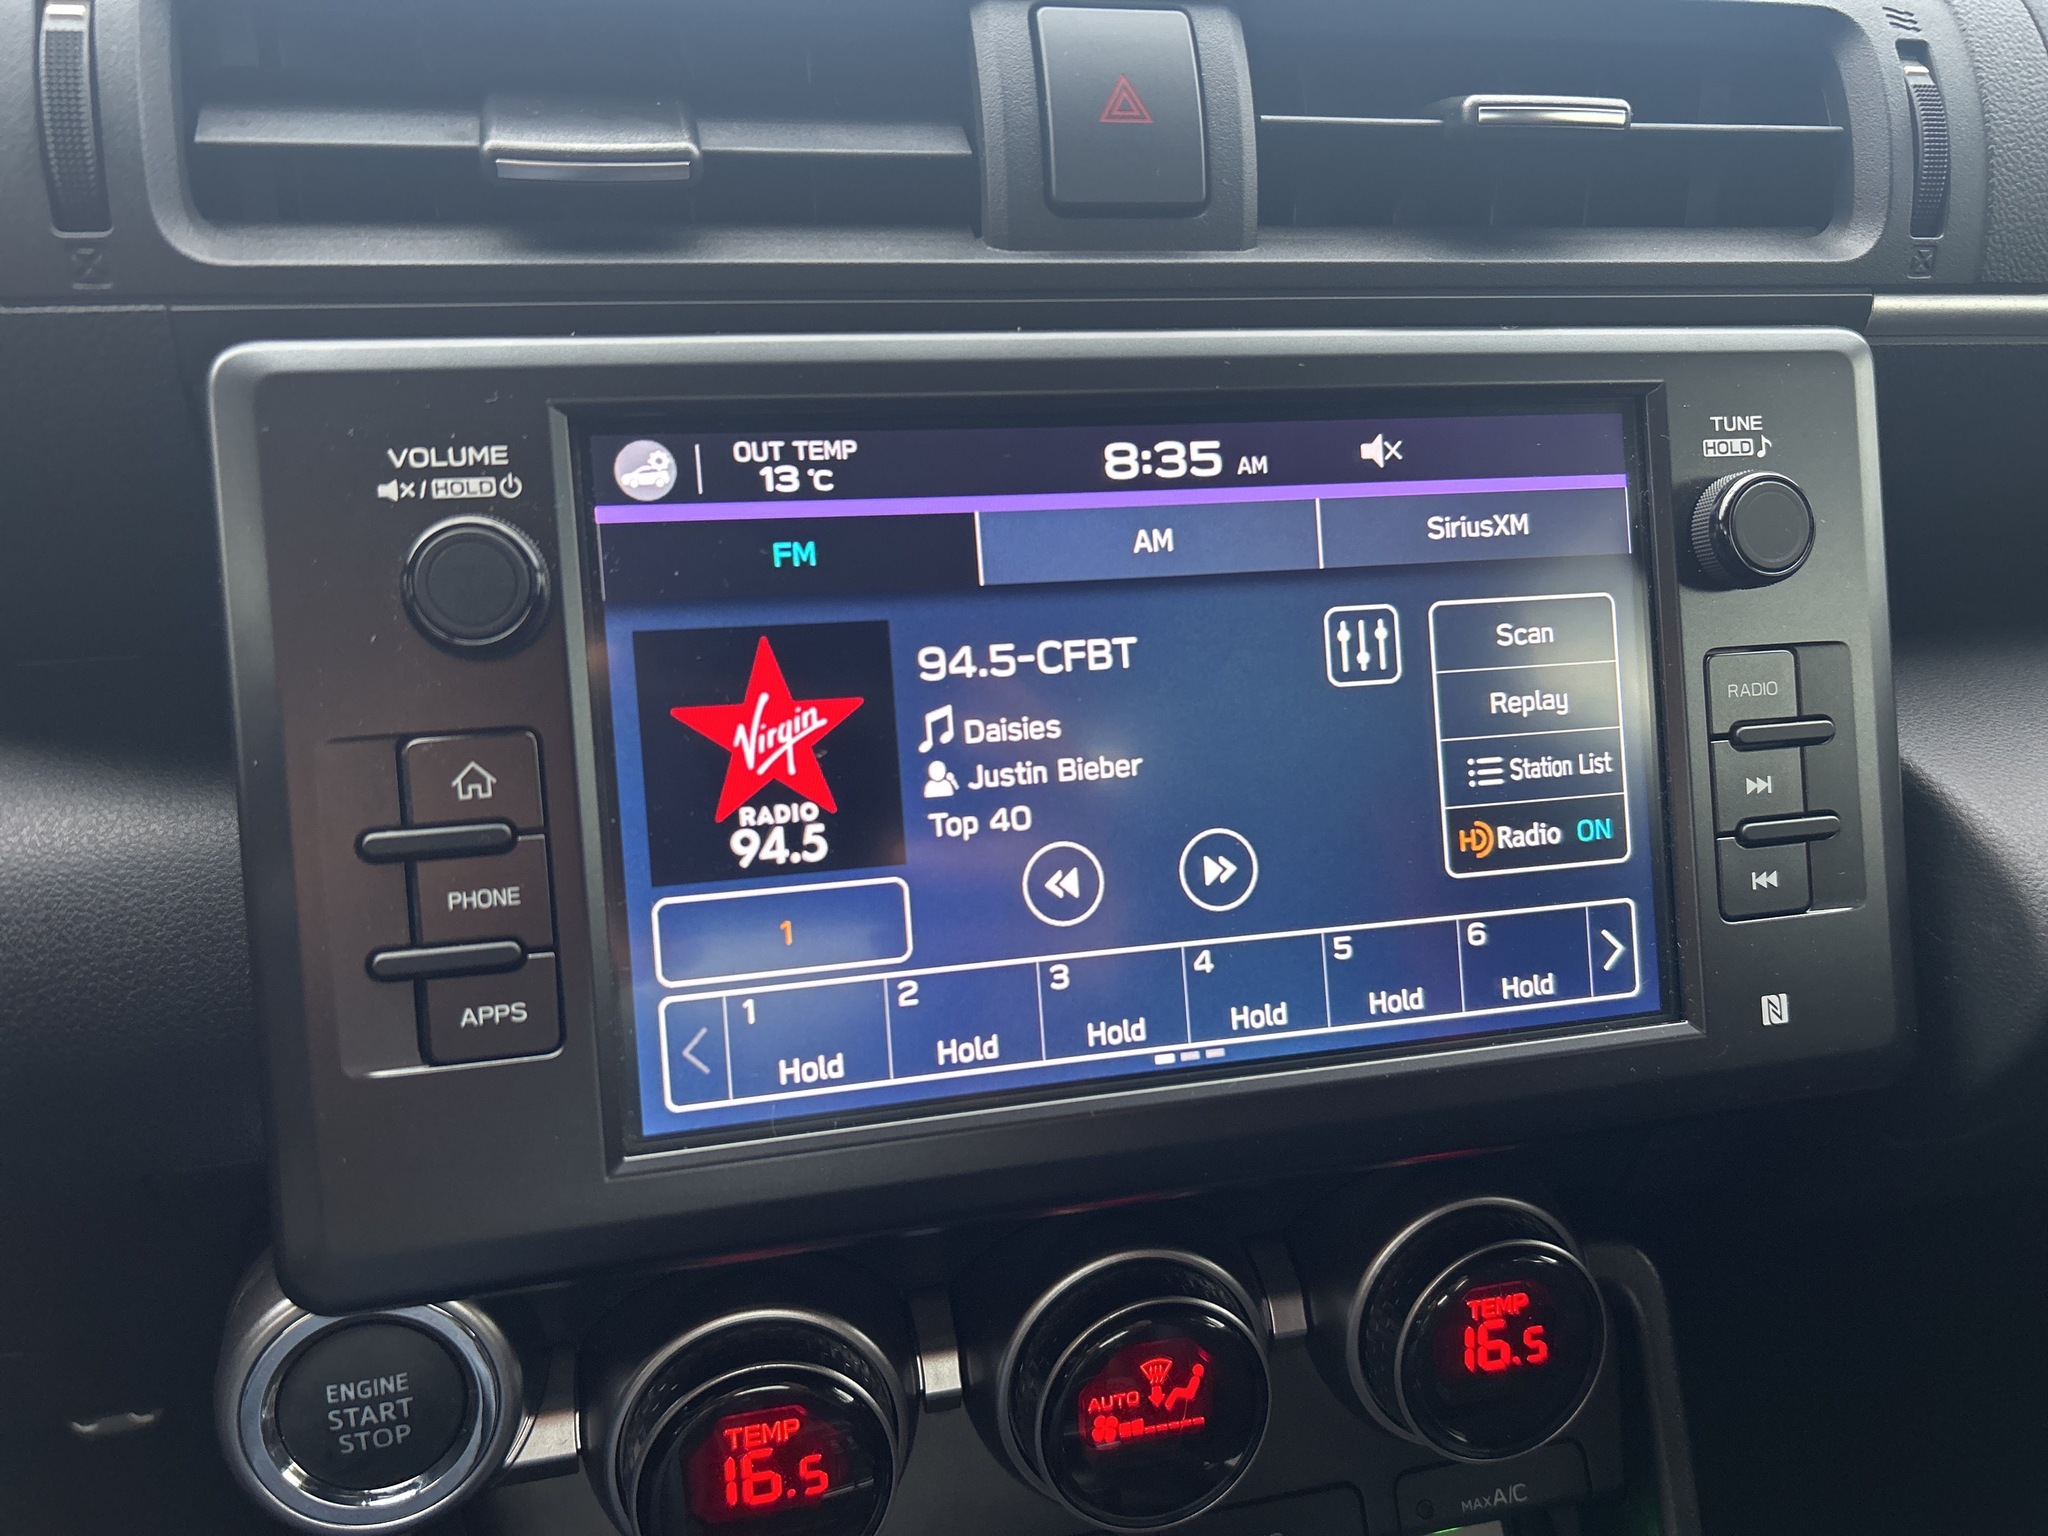 VOLUME
/ HOLD
OUT TEMP
13 °C
8:35 AM
TUNE
HOLD
FM
AM
SiriusXM
Virgin
RADIO
94.5
94.5-CFBT
Daisies
Justin Bieber
Top 40
Scan
Replay
Station List
HD Radio ON
RADIO
PHONE
APPS
1
1
Hold
2
Hold
3
Hold
4
Hold
5
Hold
6
Hold
N
ENGINE
START
STOP
TEMP
16.5
AUTO
TEMP
16.5
MAX A/C